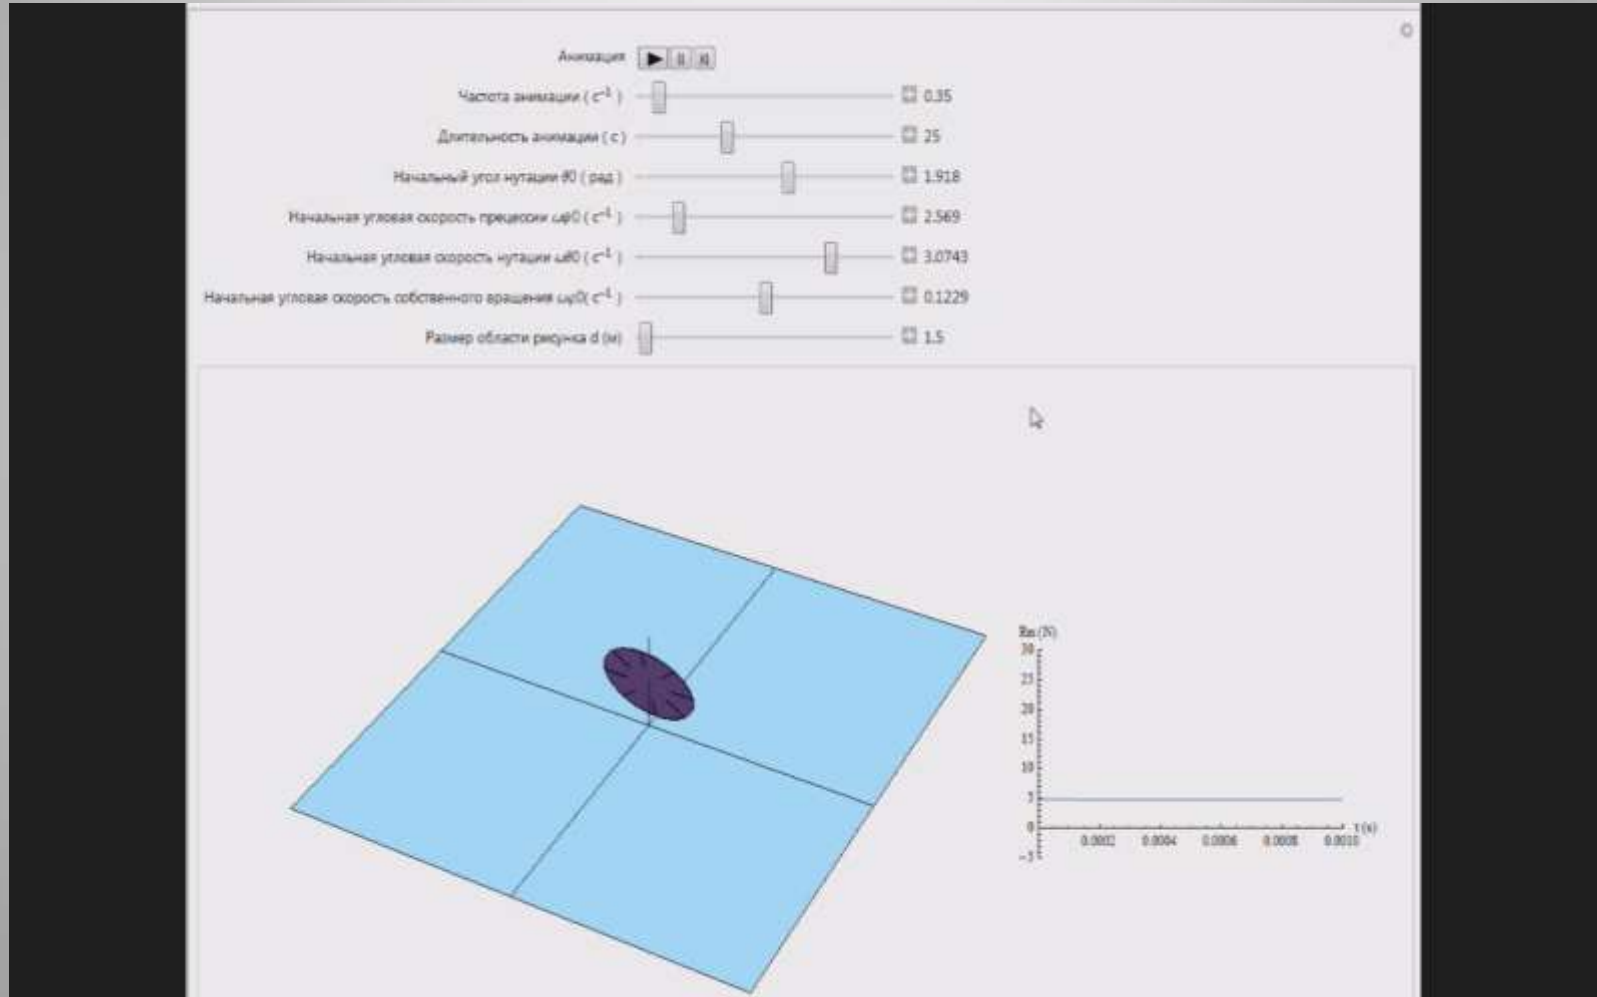 Анимация
Частота анимации ( с⁻¹ ) 0.35
Длительность анимации ( с ) 25
Начальный угол нутации θ0 ( рад ) 1.918
Начальная угловая скорость прецессии ωψ0 ( с⁻¹ ) 2.569
Начальная угловая скорость нутации ωθ0 ( с⁻¹ ) 3.0743
Начальная угловая скорость собственного вращения ωφ0( с⁻¹ ) 0.1229
Размер области рисунка d (м) 1.5
(N)
30
25
20
15
10
5
0
t (s)
0.0002 0.0004 0.0006 0.0008 0.0010
-5